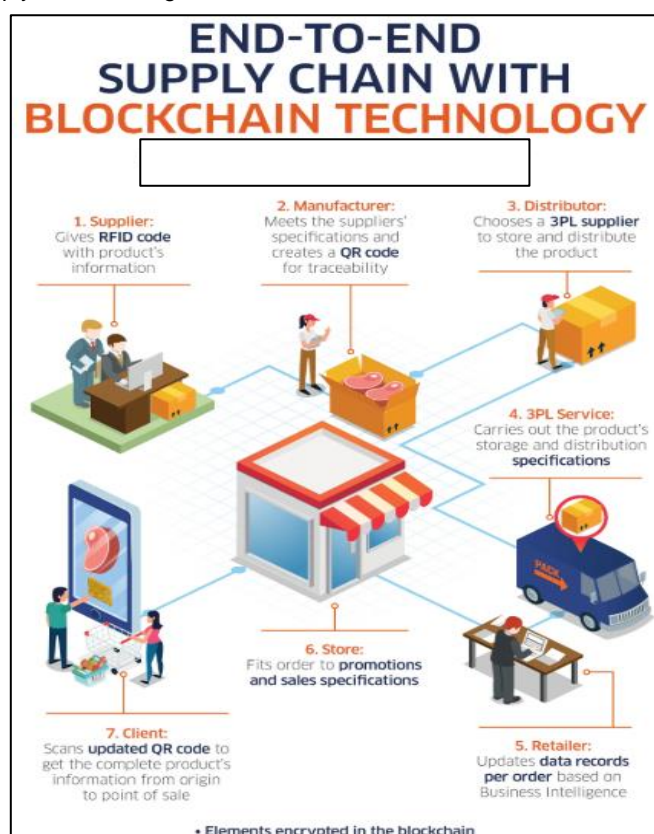 END-TO-END
SUPPLY CHAIN WITH
BLOCKCHAIN TECHNOLOGY
1. Supplier:
Gives RFID code
with product's
information
2. Manufacturer:
Meets the suppliers'
specifications and
creates a QR code
for traceability
3. Distributor:
Chooses a 3PL supplier
to store and distribute
the product
4. 3PL Service:
Carries out the product's
storage and distribution
specifications
PACK
6. Store:
Fits order to promotions
and sales specifications
7. Client:
Scans updated QR code to
get the complete product's
information from origin
to point of sale
5. Retailer:
Updates data records
per order based on
Business Intelligence
• Elements encrypted in the blockchain